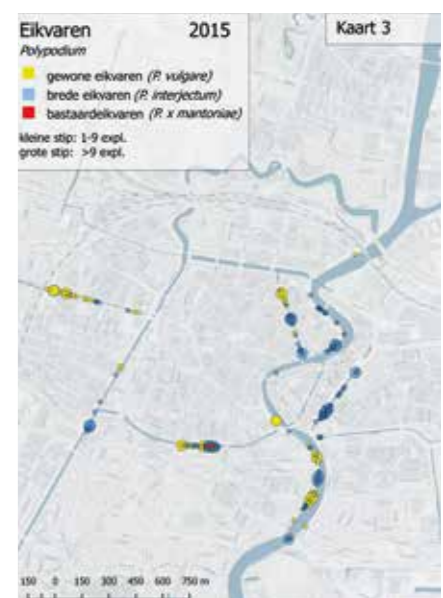 Eikvaren 2015
Polypodium
gewone eikvaren (P. vulgare)
brede eikvaren (P. interjectum)
bastaardeikvaren (P. x mantoniae)
kleine stip: 1-9 expl.
grote stip: >9 expl.
Kaart 3
150 0 150 300 450 600 750 m